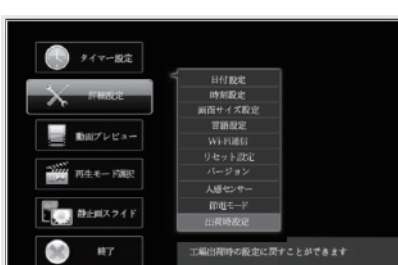 タイマー設定
詳細設定
動画プレビュー
再生モード選択
静止画スライド
終了
日付設定
時刻設定
画面サイズ設定
言語設定
Wi-Fi通信
リセット設定
バージョン
人感センサー
節電モード
出荷時設定
工場出荷時の設定に戻すことができます